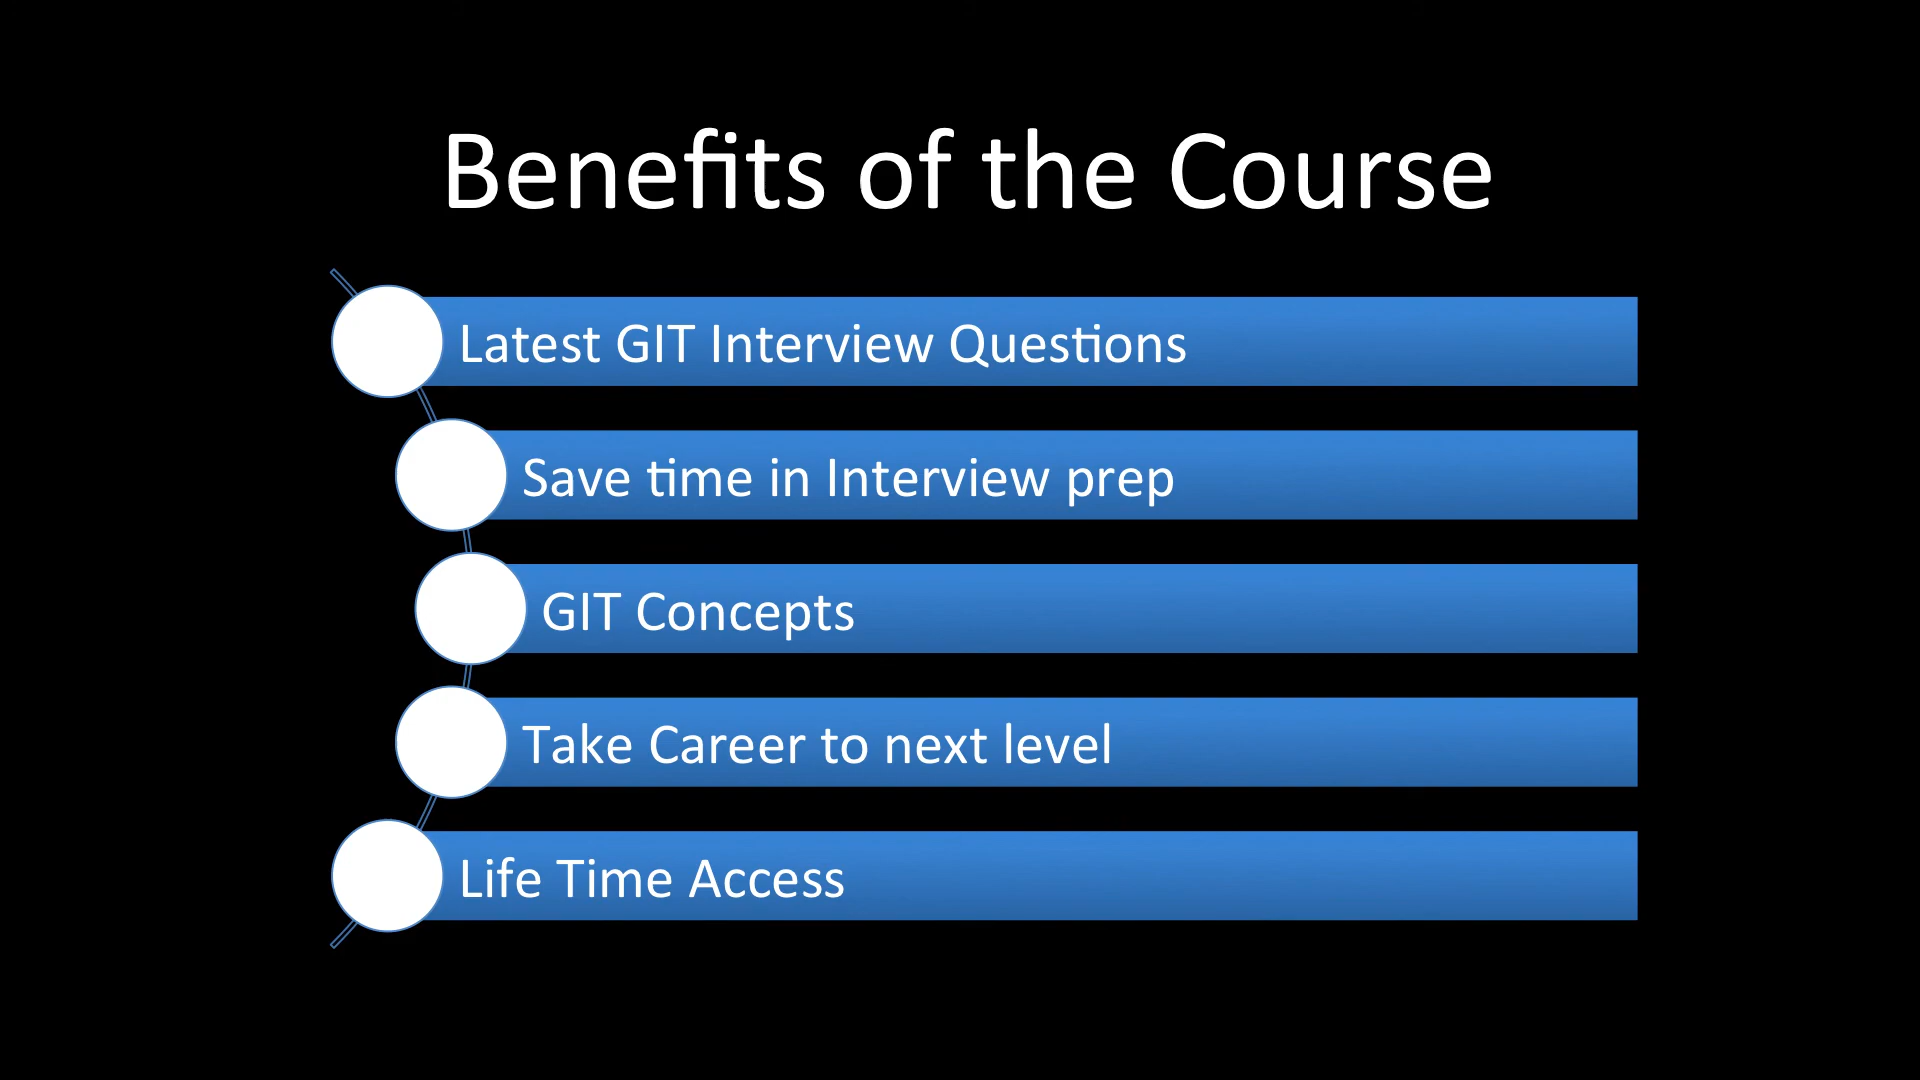 Benefits of the Course
Latest GIT Interview Questions
Save time in Interview prep
GIT Concepts
Take Career to next level
Life Time Access